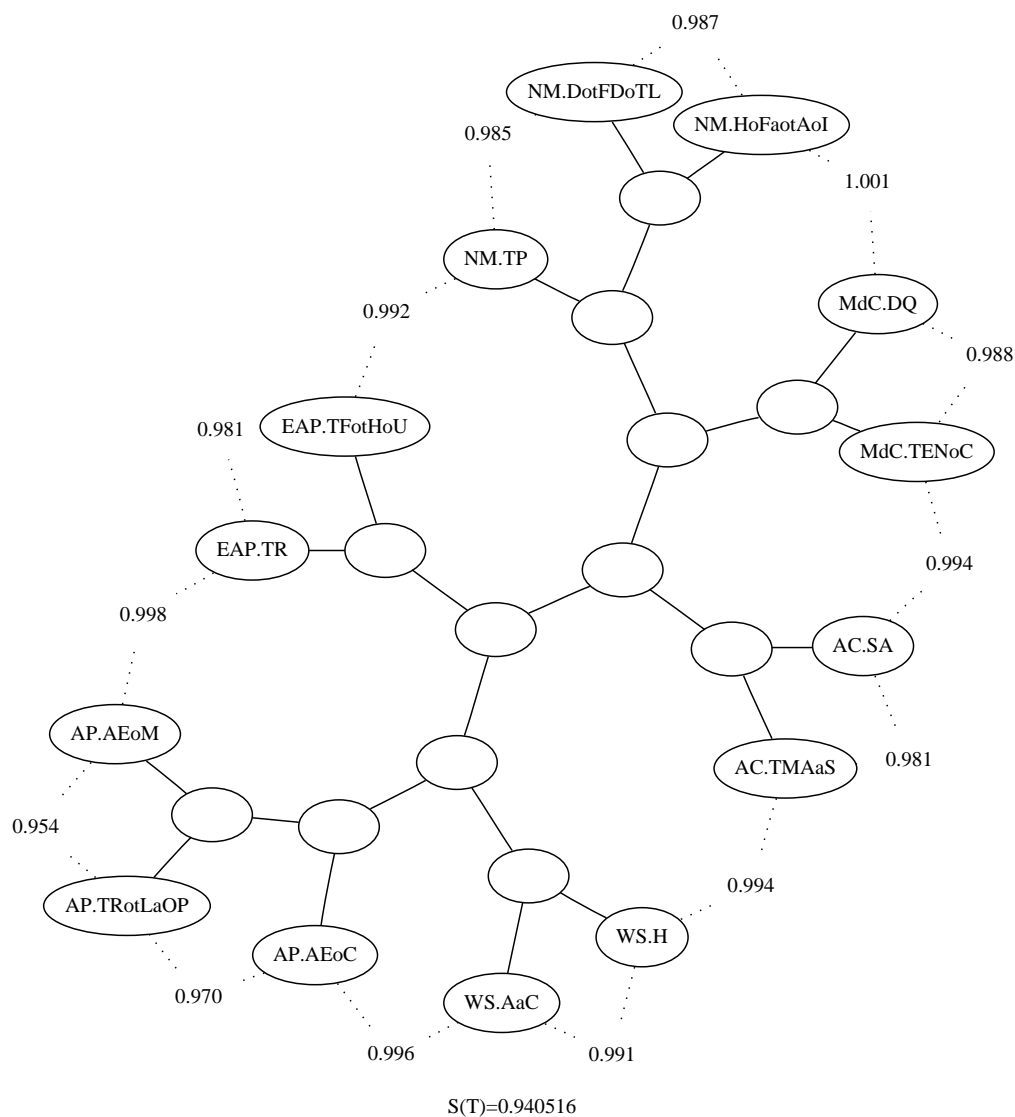 0.987
NM.DotFDoTL
NM.HoFaotAoI
0.985
1.001
NM.TP
MdC.DQ
0.992
0.988
EAP.TFotHoU
0.981
MdC.TENoC
EAP.TR
0.994
0.998
AC.SA
AP.AEoM
0.981
AC.TMAaS
0.954
0.994
AP.TRotLaOP
WS.H
AP.AEoC
0.970
WS.AaC
0.996
0.991
S(T)=0.940516